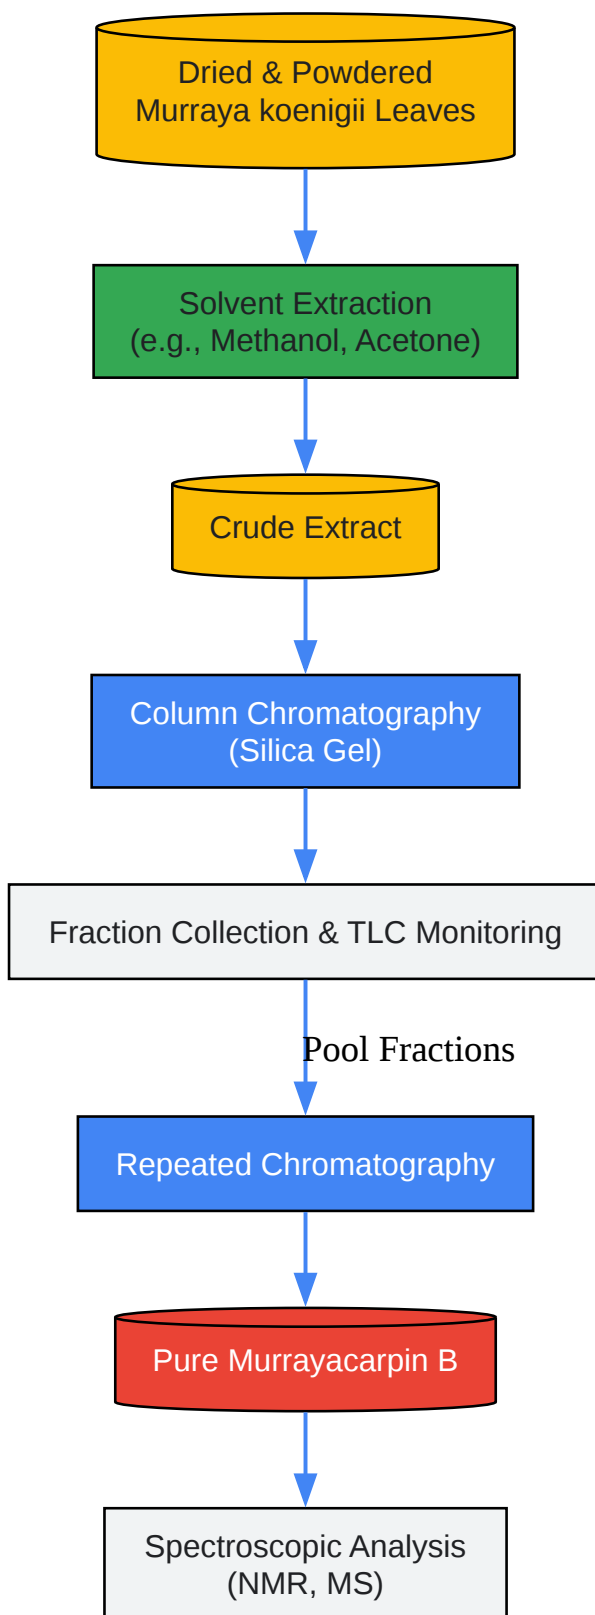 Dried & Powdered
Murraya koenigii Leaves
Solvent Extraction
(e.g., Methanol, Acetone)
Crude Extract
Column Chromatography
(Silica Gel)
Fraction Collection & TLC Monitoring
Pool Fractions
Repeated Chromatography
Pure Murrayacarpin B
Spectroscopic Analysis
(NMR, MS)